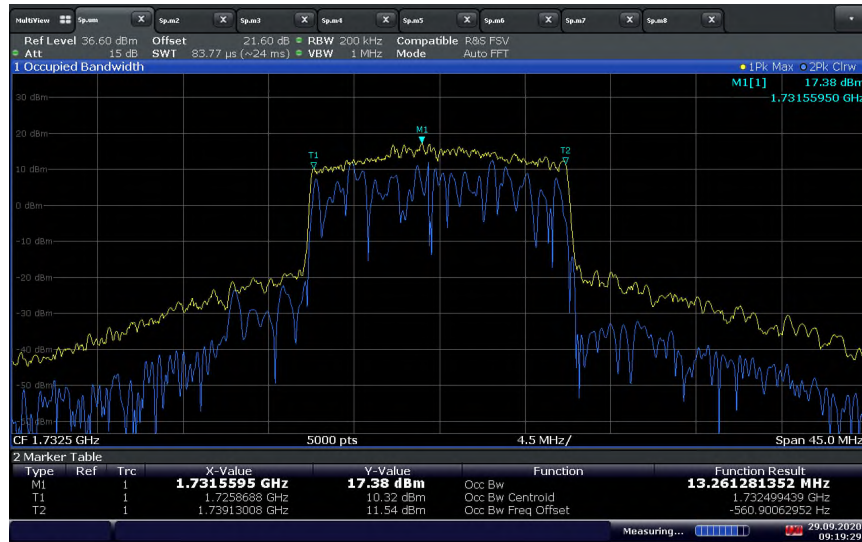 MultiView Sp.um X Sp.m2 X Sp.m3 X Sp.m4 X Sp.m5 X Sp.m6 X Sp.m7 X Sp.m8 X
Ref Level 36.60 dBm Offset 21.60 dB RBW 200 kHz Compatible R&S FSV
Att 15 dB SWT 83.77 µs (~24 ms) VBW 1 MHz Mode Auto FFT
1 Occupied Bandwidth 1Pk Max 2Pk Clrw
M1[1] 17.38 dBm
1.73155950 GHz
30 dBm
20 dBm
M1
T1 T2
10 dBm
0 dBm
-10 dBm
-20 dBm
-30 dBm
-40 dBm
-50 dBm
-60 dBm
CF 1.7325 GHz 5000 pts 4.5 MHz/ Span 45.0 MHz
2 Marker Table
Type Ref Trc X-Value Y-Value Function Function Result
M1 1 1.7315595 GHz 17.38 dBm Occ Bw 13.261281352 MHz
T1 1 1.7258688 GHz 10.32 dBm Occ Bw Centroid 1.732499439 GHz
T2 1 1.73913008 GHz 11.54 dBm Occ Bw Freq Offset -560.90062952 Hz
Measuring... 29.09.2020
09:19:29